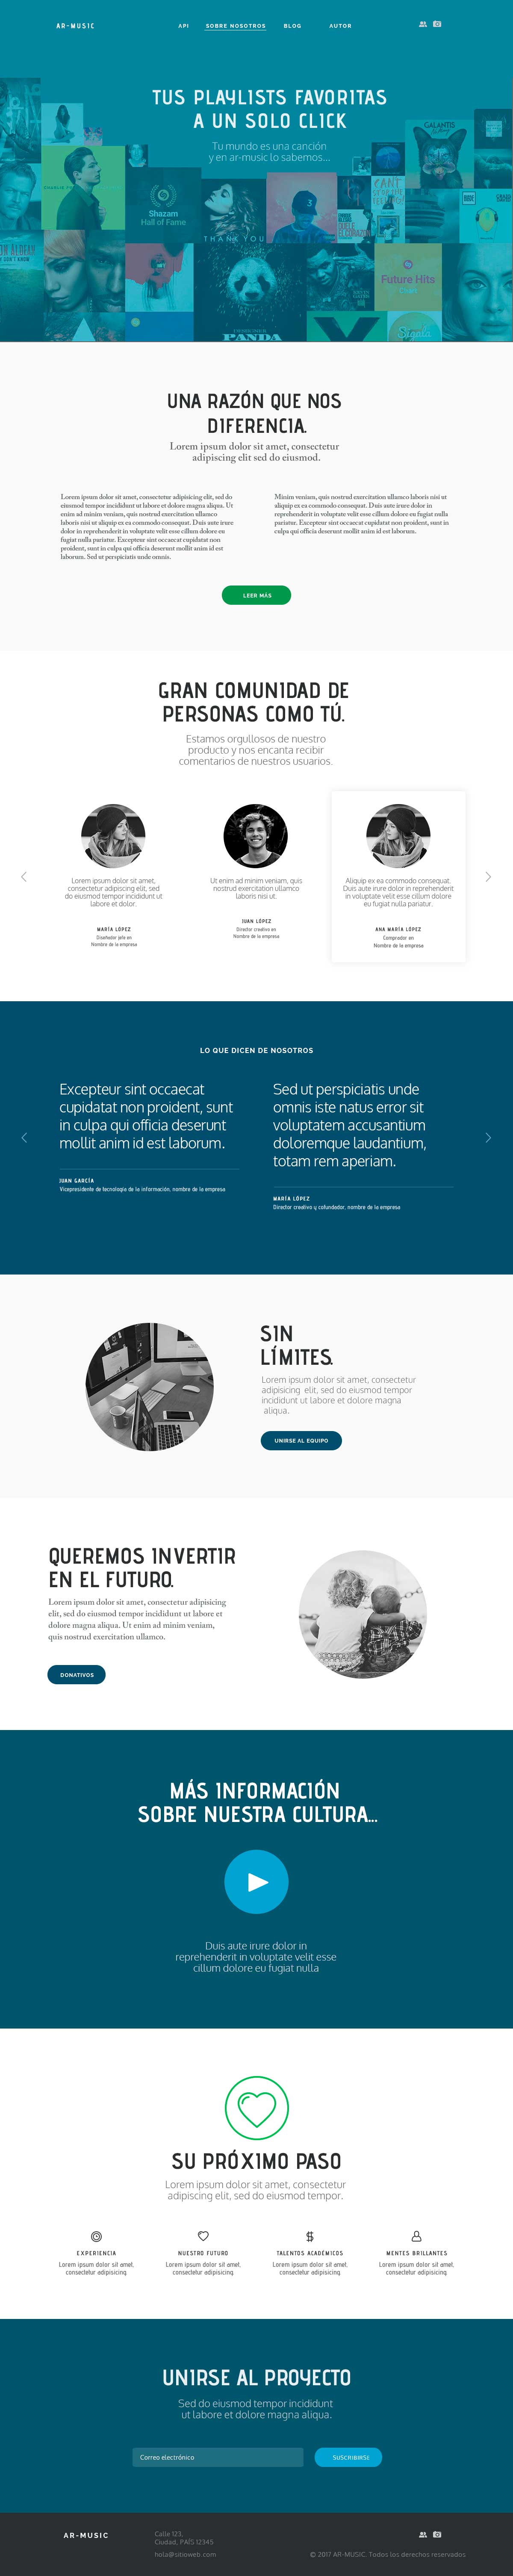 AR-MUSIC
API SOBRE NOSOTROS BLOG AUTOR
TUS PLAYLISTS FAVORITAS
A UN SOLO CLICK
Tu mundo es una canción
y en ar-music lo sabemos...
GALANTIS
CHARLIE
Shazam
Hall of Fame
3
THANK YOU
Future Hits
PANDA
Sigala
UNA RAZÓN QUE NOS
DIFERENCIA.
Lorem ipsum dolor sit amet, consectetur
adipiscing elit sed do eiusmod.
Lorem ipsum dolor sit amet, consectetur adipisicing elit, sed do
eiusmod tempor incididunt ut labore et dolore magna aliqua. Ut
enim ad minim veniam, quis nostrud exercitation ullamco
laboris nisi ut aliquip ex ea commodo consequat. Duis aute irure
dolor in reprehenderit in voluptate velit esse cillum dolore eu
fugiat nulla pariatur. Excepteur sint occaecat cupidatat non
proident, sunt in culpa qui officia deserunt mollit anim id est
laborum. Sed ut perspiciatis unde omnis.
Minim veniam, quis nostrud exercitation ullamco laboris nisi ut
aliquip ex ea commodo consequat. Duis aute irure dolor in
reprehenderit in voluptate velit esse cillum dolore eu fugiat nulla
pariatur. Excepteur sint occaecat cupidatat non proident, sunt in
culpa qui officia deserunt mollit anim id est laborum.
LEER MÁS
GRAN COMUNIDAD DE
PERSONAS COMO TÚ.
Estamos orgullosos de nuestro
producto y nos encanta recibir
comentarios de nuestros usuarios.
Lorem ipsum dolor sit amet,
consectetur adipiscing elit, sed
do eiusmod tempor incididunt ut
labore et dolor.
MARTA LÓPEZ
Diseñador jefe en
Nombre de la empresa
Ut enim ad minim veniam, quis
nostrud exercitation ullamco
laboris nisi ut.
JUAN LÓPEZ
Director creativo en
Nombre de la empresa
Aliquip ex ea commodo consequat.
Duis aute irure dolor in reprehenderit
in voluptate velit esse cillum dolore
eu fugiat nulla pariatur.
ANA MARÍA LÓPEZ
Comprador en
Nombre de la empresa
LO QUE DICEN DE NOSOTROS
Excepteur sint occaecat
cupidatat non proident, sunt
in culpa qui officia deserunt
mollit anim id est laborum.
JUAN GARCÍA
Vicepresidente de tecnología de la información, nombre de la empresa
Sed ut perspiciatis unde
omnis iste natus error sit
voluptatem accusantium
doloremque laudantium,
totam rem aperiam.
MARTA LÓPEZ
Director creativo y cofundador, nombre de la empresa
SIN
LÍMITES.
Lorem ipsum dolor sit amet, consectetur
adipisicing elit, sed do eiusmod tempor
incididunt ut labore et dolore magna
aliqua.
UNIRSE AL EQUIPO
QUEREMOS INVERTIR
EN EL FUTURO.
Lorem ipsum dolor sit amet, consectetur adipisicing
elit, sed do eiusmod tempor incididunt ut labore et
dolore magna aliqua. Ut enim ad minim veniam,
quis nostrud exercitation ullamco.
DONATIVOS
MÁS INFORMACIÓN
SOBRE NUESTRA CULTURA...
Duis aute irure dolor in
reprehenderit in voluptate velit esse
cillum dolore eu fugiat nulla
SU PRÓXIMO PASO
Lorem ipsum dolor sit amet, consectetur
adipiscing elit, sed do eiusmod tempor.
EXPERIENCIA
Lorem ipsum dolor sit amet,
consectetur adipisicing.
NUESTRO FUTURO
Lorem ipsum dolor sit amet,
consectetur adipisicing.
TALENTOS ACADÉMICOS
Lorem ipsum dolor sit amet,
consectetur adipisicing.
MENTES BRILLANTES
Lorem ipsum dolor sit amet,
consectetur adipisicing.
UNIRSE AL PROYECTO
Sed do eiusmod tempor incididunt
ut labore et dolore magna aliqua.
Correo electrónico
SUSCRIBIRSE
AR-MUSIC
Calle 123,
Ciudad, PAÍS 12345
hola@sitioweb.com
© 2017 AR-MUSIC. Todos los derechos reservados